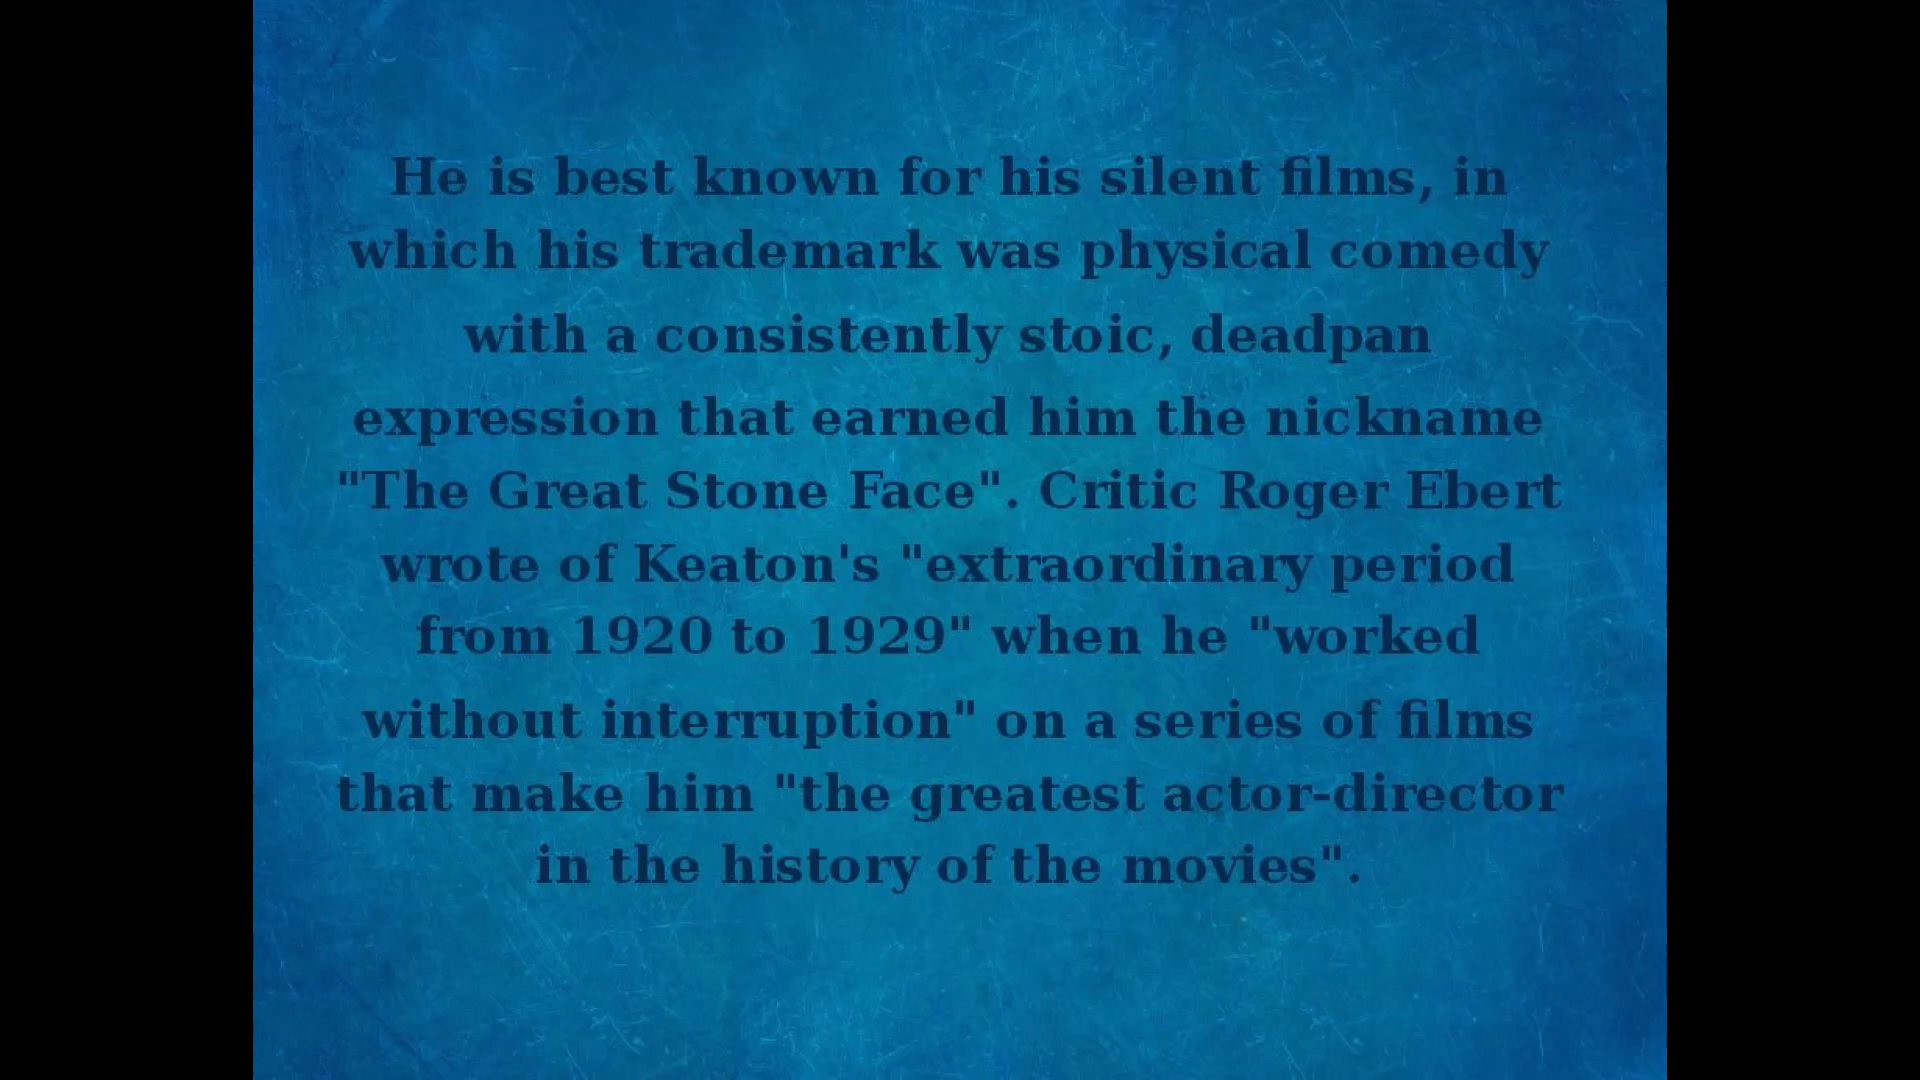 He is best known for his silent films, in
which his trademark was physical comedy
with a consistently stoic, deadpan
expression that earned him the nickname
"The Great Stone Face". Critic Roger Ebert
wrote of Keaton's "extraordinary period
from 1920 to 1929" when he "worked
without interruption" on a series of films
that make him "the greatest actor-director
in the history of the movies".